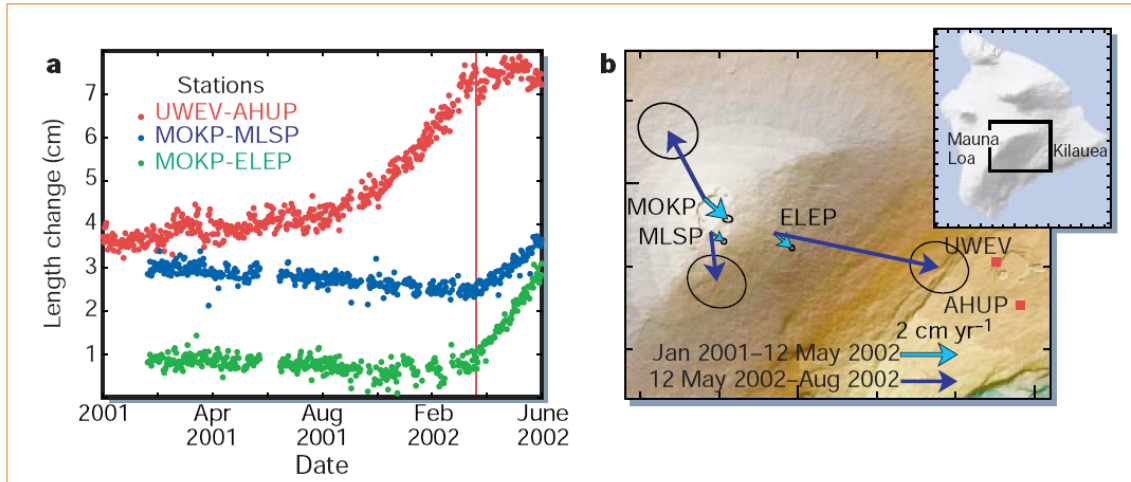 a
Stations
UWEV-AHUP
MOKP-MLSP
MOKP-ELEP
Length change (cm)
7
6
5
4
3
2
1
2001
Apr
2001
Aug
2001
Feb
2002
June
2002
Date
b
Mauna
Loa
Kilauea
MOKP
MLSP
ELEP
UWEV
AHUP
2 cm yr⁻¹
Jan 2001–12 May 2002
12 May 2002–Aug 2002